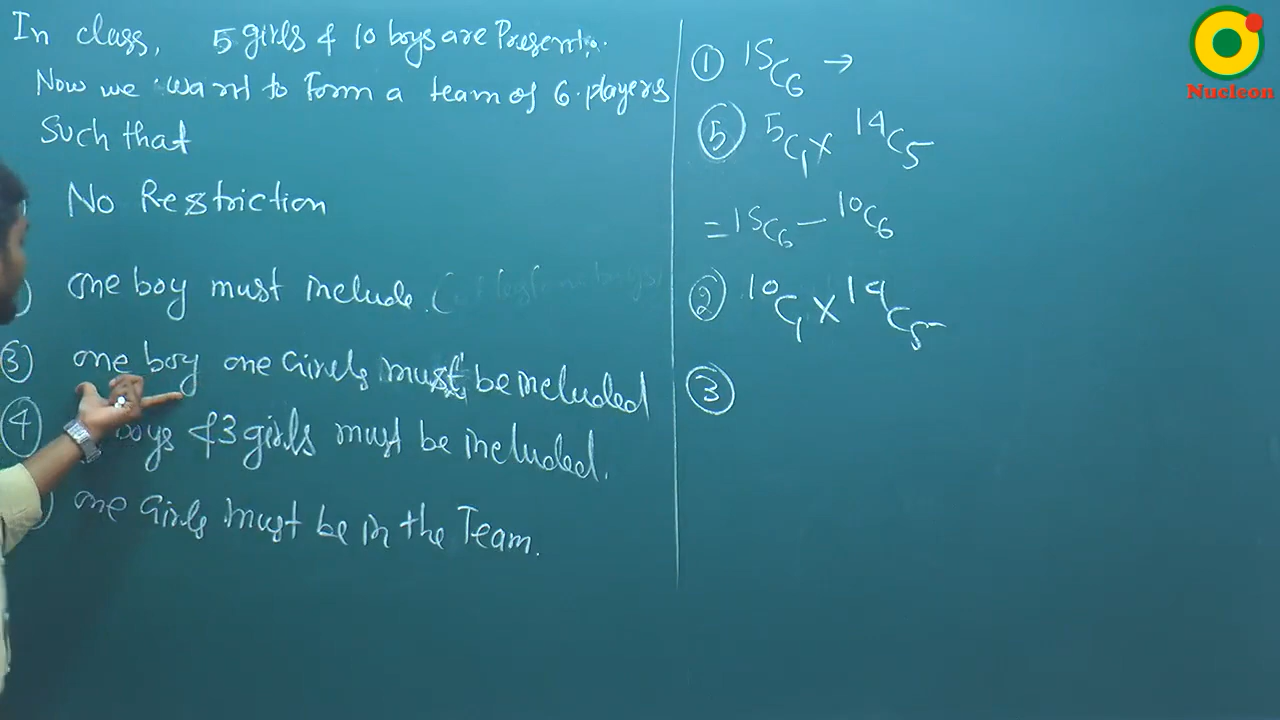 In class, 5 girls & 10 boys are Present.
Now we want to Form a team of 6 players
Such that
No Restriction
one boy must include.
③ one boy one Girls must be included
④ boys & 3 girls must be included.
one Girls must be in the Team.
① ¹⁵C₆ →
⑤ ⁵C₁ × ¹⁴C₅
= ¹⁵C₆ − ¹⁰C₆
② ¹⁰C₁ × ¹⁴C₅
③
Nucleon